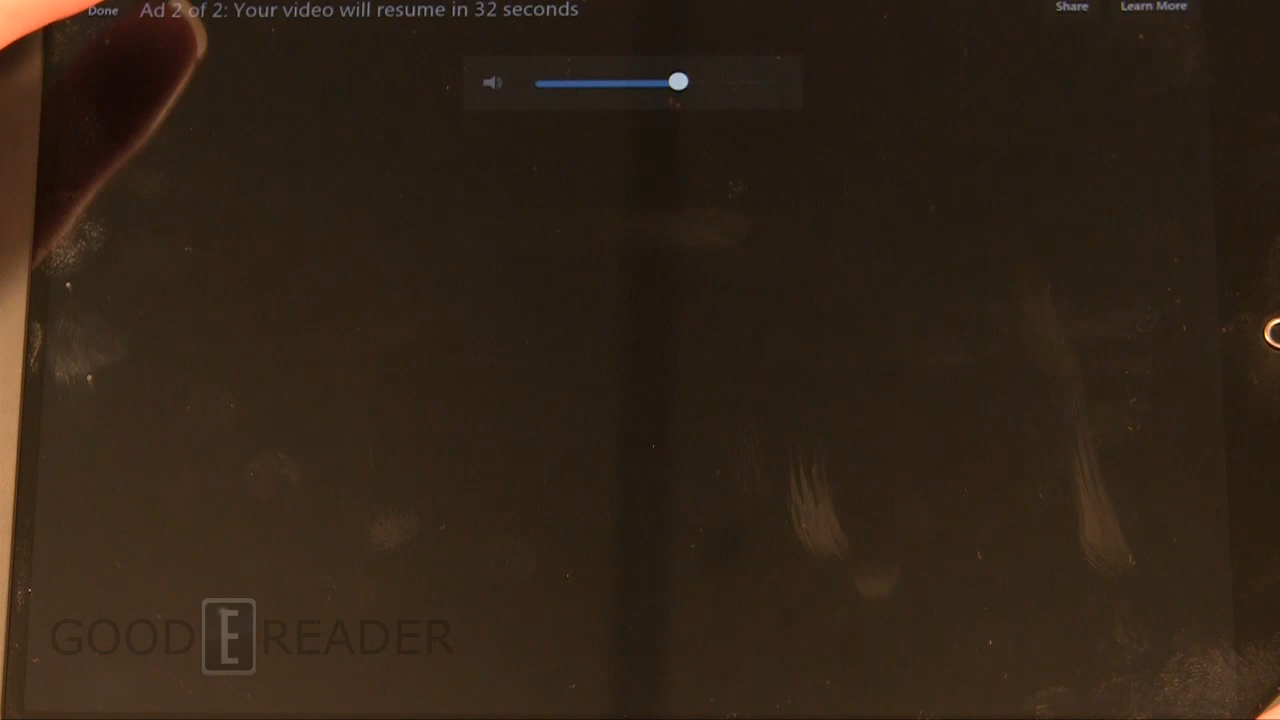 Done
Ad 2 of 2: Your video will resume in 32 seconds
Share
Learn More
GOOD E READER